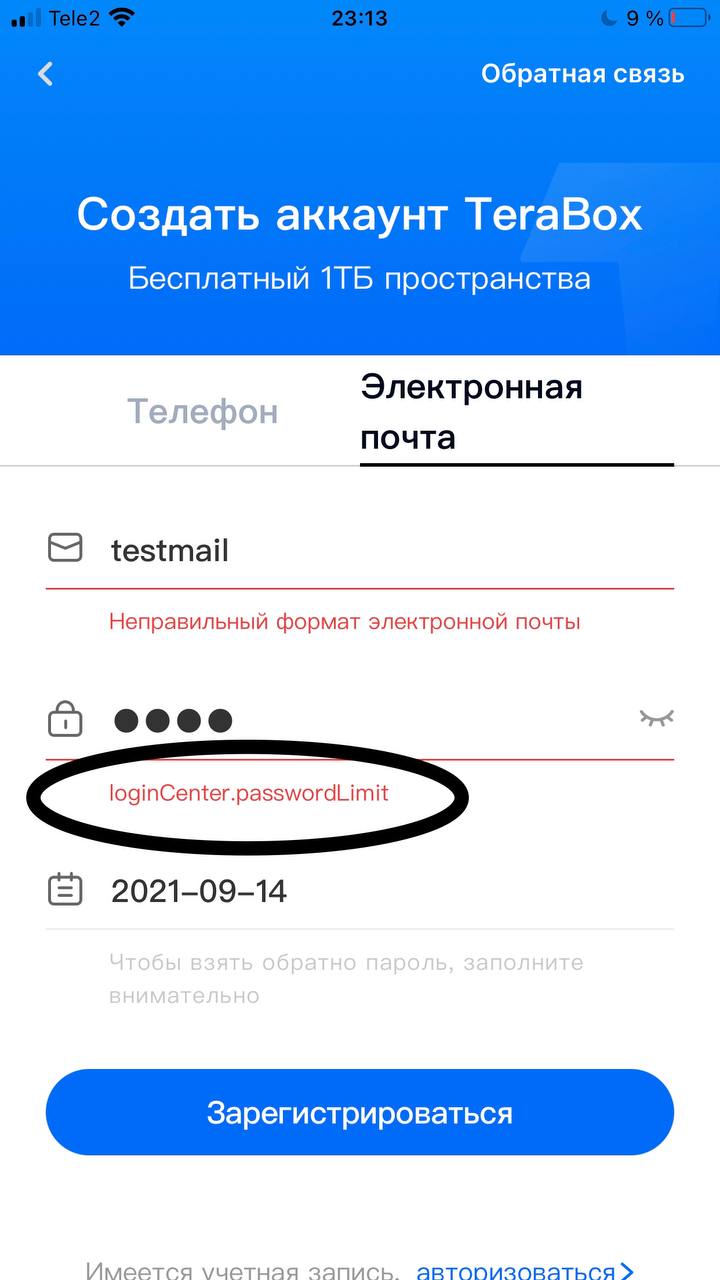 Tele2 23:13 9 %
Обратная связь
Создать аккаунт TeraBox
Бесплатный 1ТБ пространства
Телефон
Электронная
почта
testmail
Неправильный формат электронной почты
loginCenter.passwordLimit
2021-09-14
Чтобы взять обратно пароль, заполните
внимательно
Зарегистрироваться
Имеется учетная запись, авторизоваться